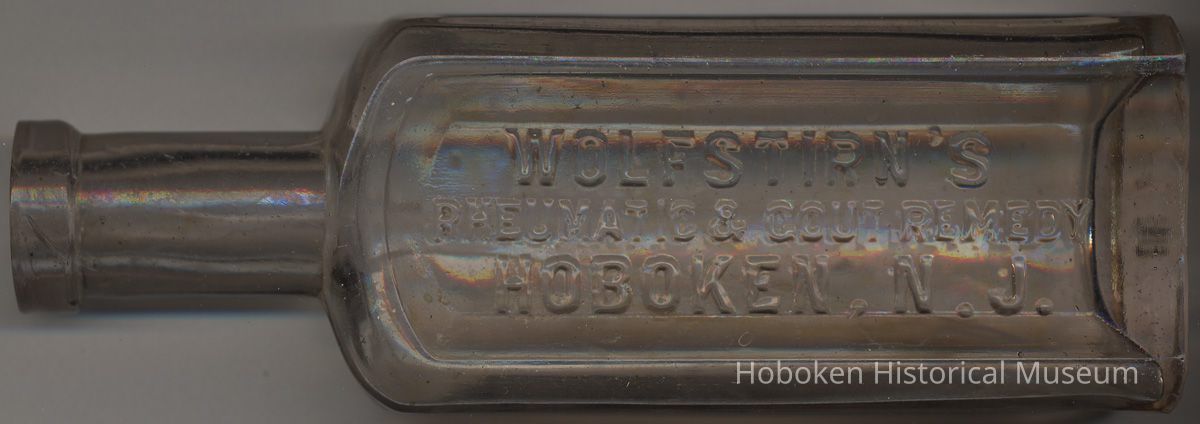 WOLFSTIRN'S
RHEUMATIC & GOUT REMEDY
HOBOKEN, N.J.
Hoboken Historical Museum